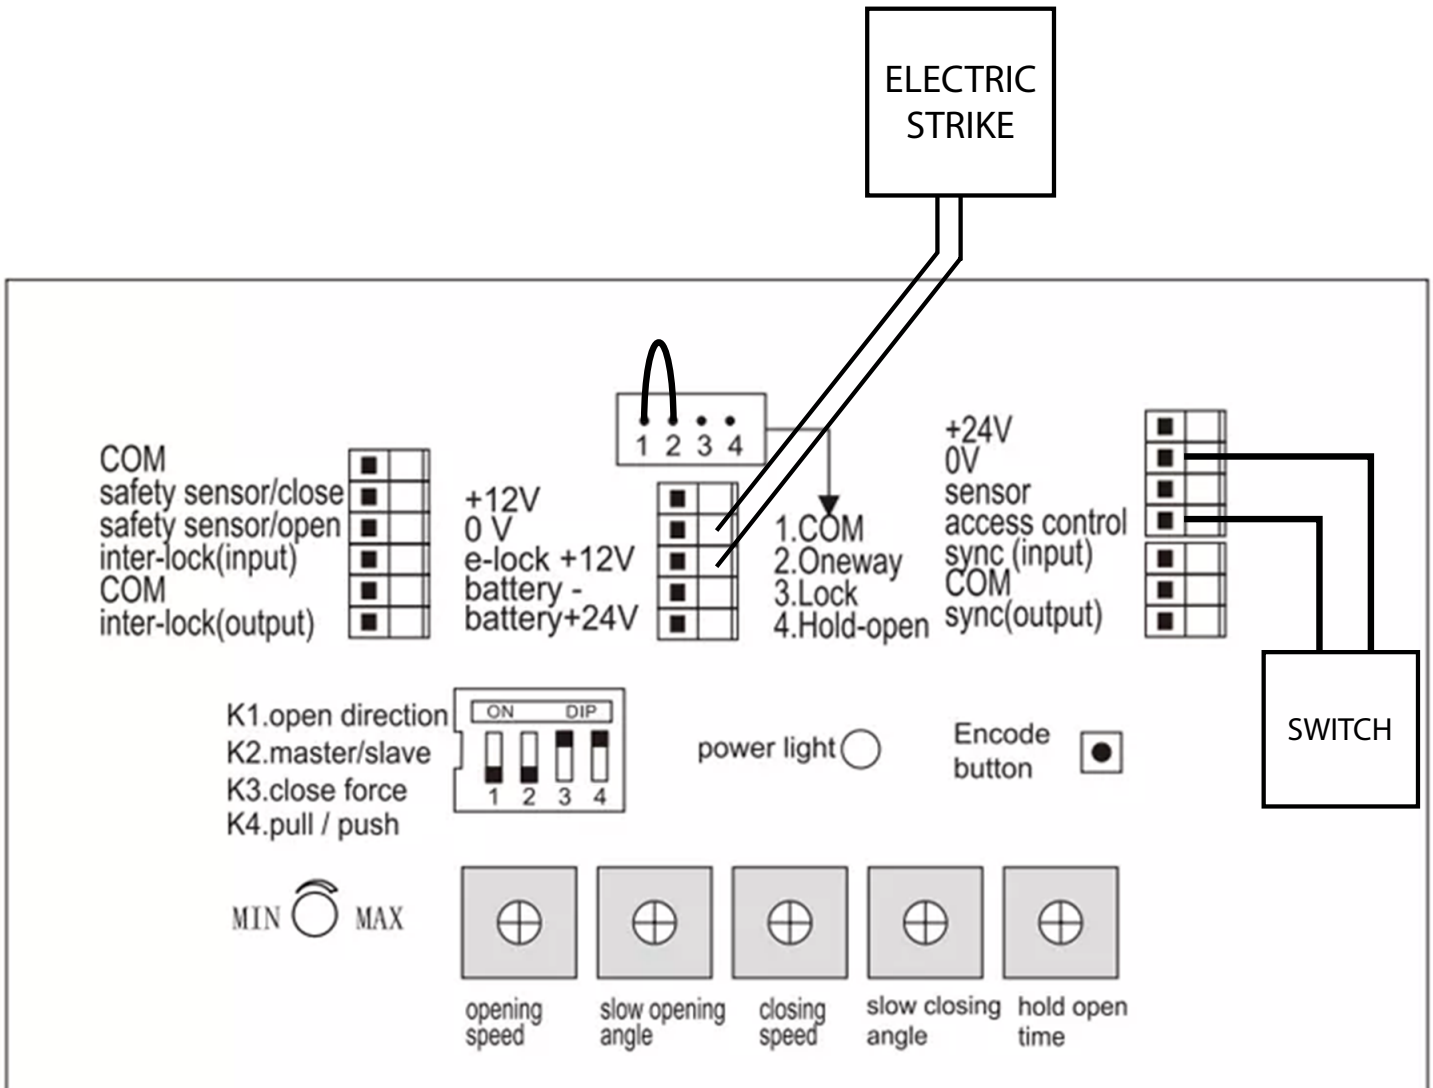 ELECTRIC
STRIKE
1 2 3 4
COM
safety sensor/close
safety sensor/open
inter-lock(input)
COM
inter-lock(output)
+12V
0 V
e-lock +12V
battery -
battery+24V
1.COM
2.Oneway
3.Lock
4.Hold-open
+24V
0V
sensor
access control
sync (input)
COM
sync(output)
SWITCH
K1.open direction
K2.master/slave
K3.close force
K4.pull / push
ON DIP
1 2 3 4
power light
Encode
button
MIN MAX
opening
speed
slow opening
angle
closing
speed
slow closing
angle
hold open
time